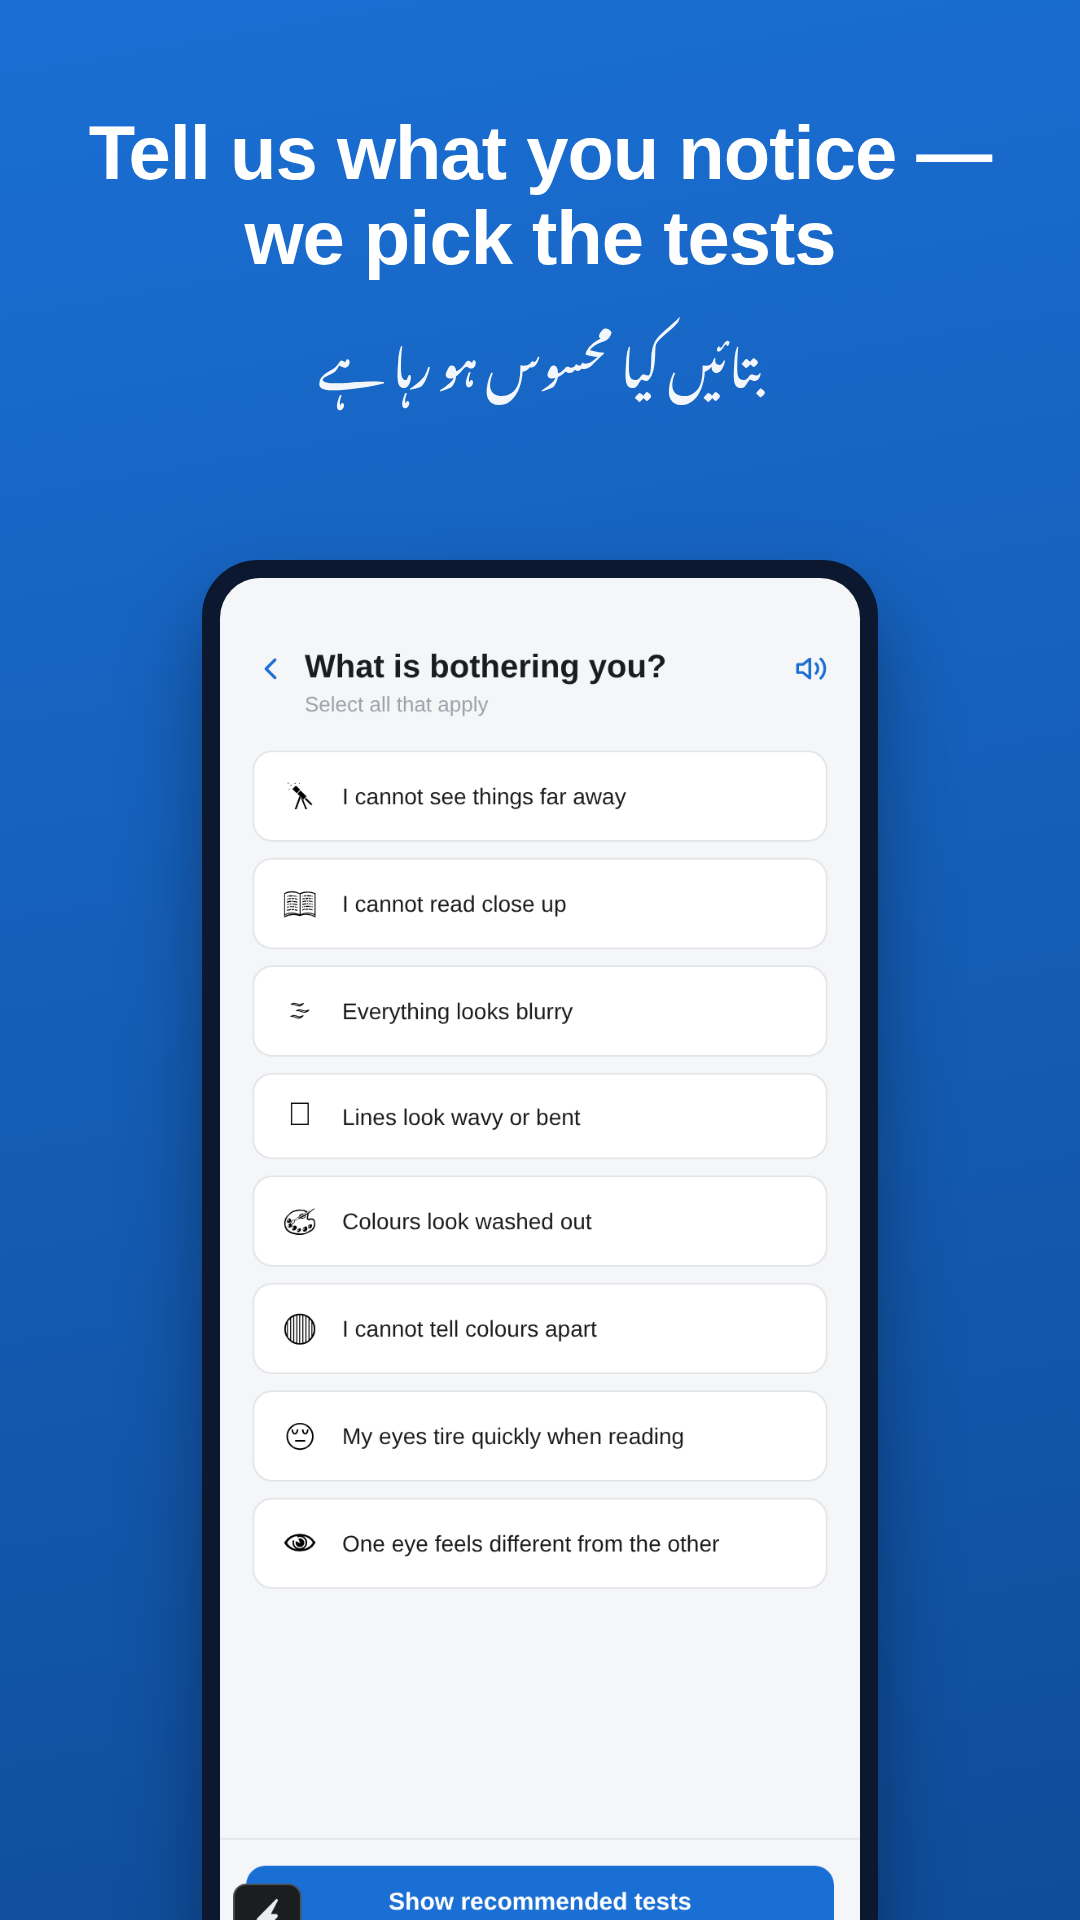 Tell us what you notice —
we pick the tests
بتائیں کیا محسوس ہو رہا ہے
What is bothering you?
Select all that apply
I cannot see things far away
I cannot read close up
Everything looks blurry
Lines look wavy or bent
Colours look washed out
I cannot tell colours apart
My eyes tire quickly when reading
One eye feels different from the other
Show recommended tests